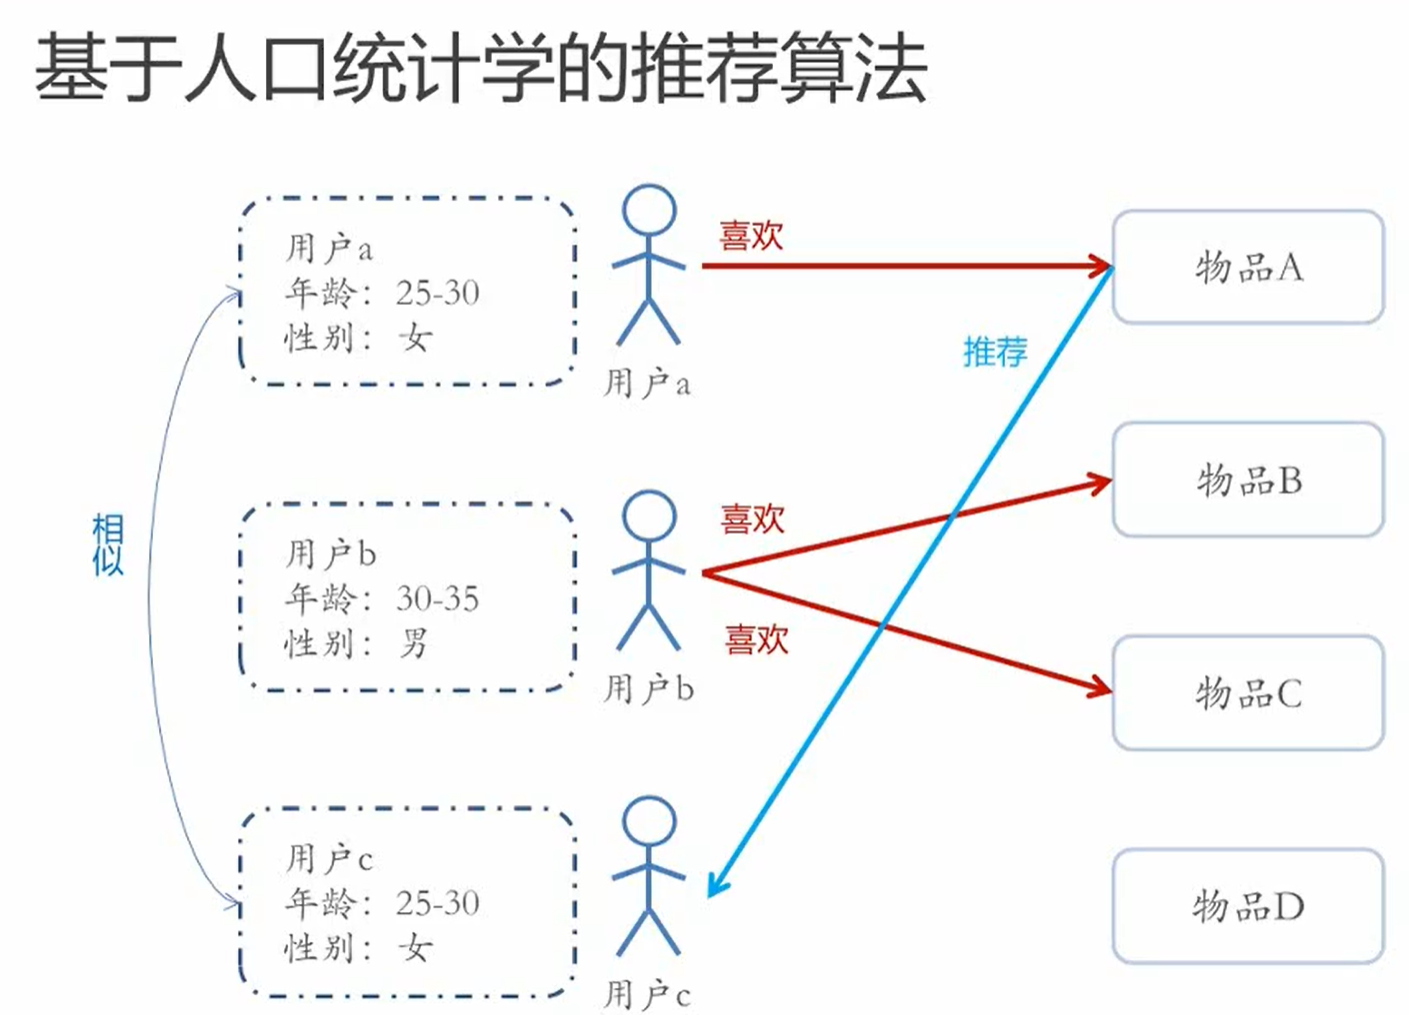 基于人口统计学的推荐算法
用户a
年龄：25-30
性别：女
用户a
喜欢
物品A
推荐
相似
用户b
年龄：30-35
性别：男
用户b
喜欢
喜欢
物品B
物品C
用户c
年龄：25-30
性别：女
用户c
物品D